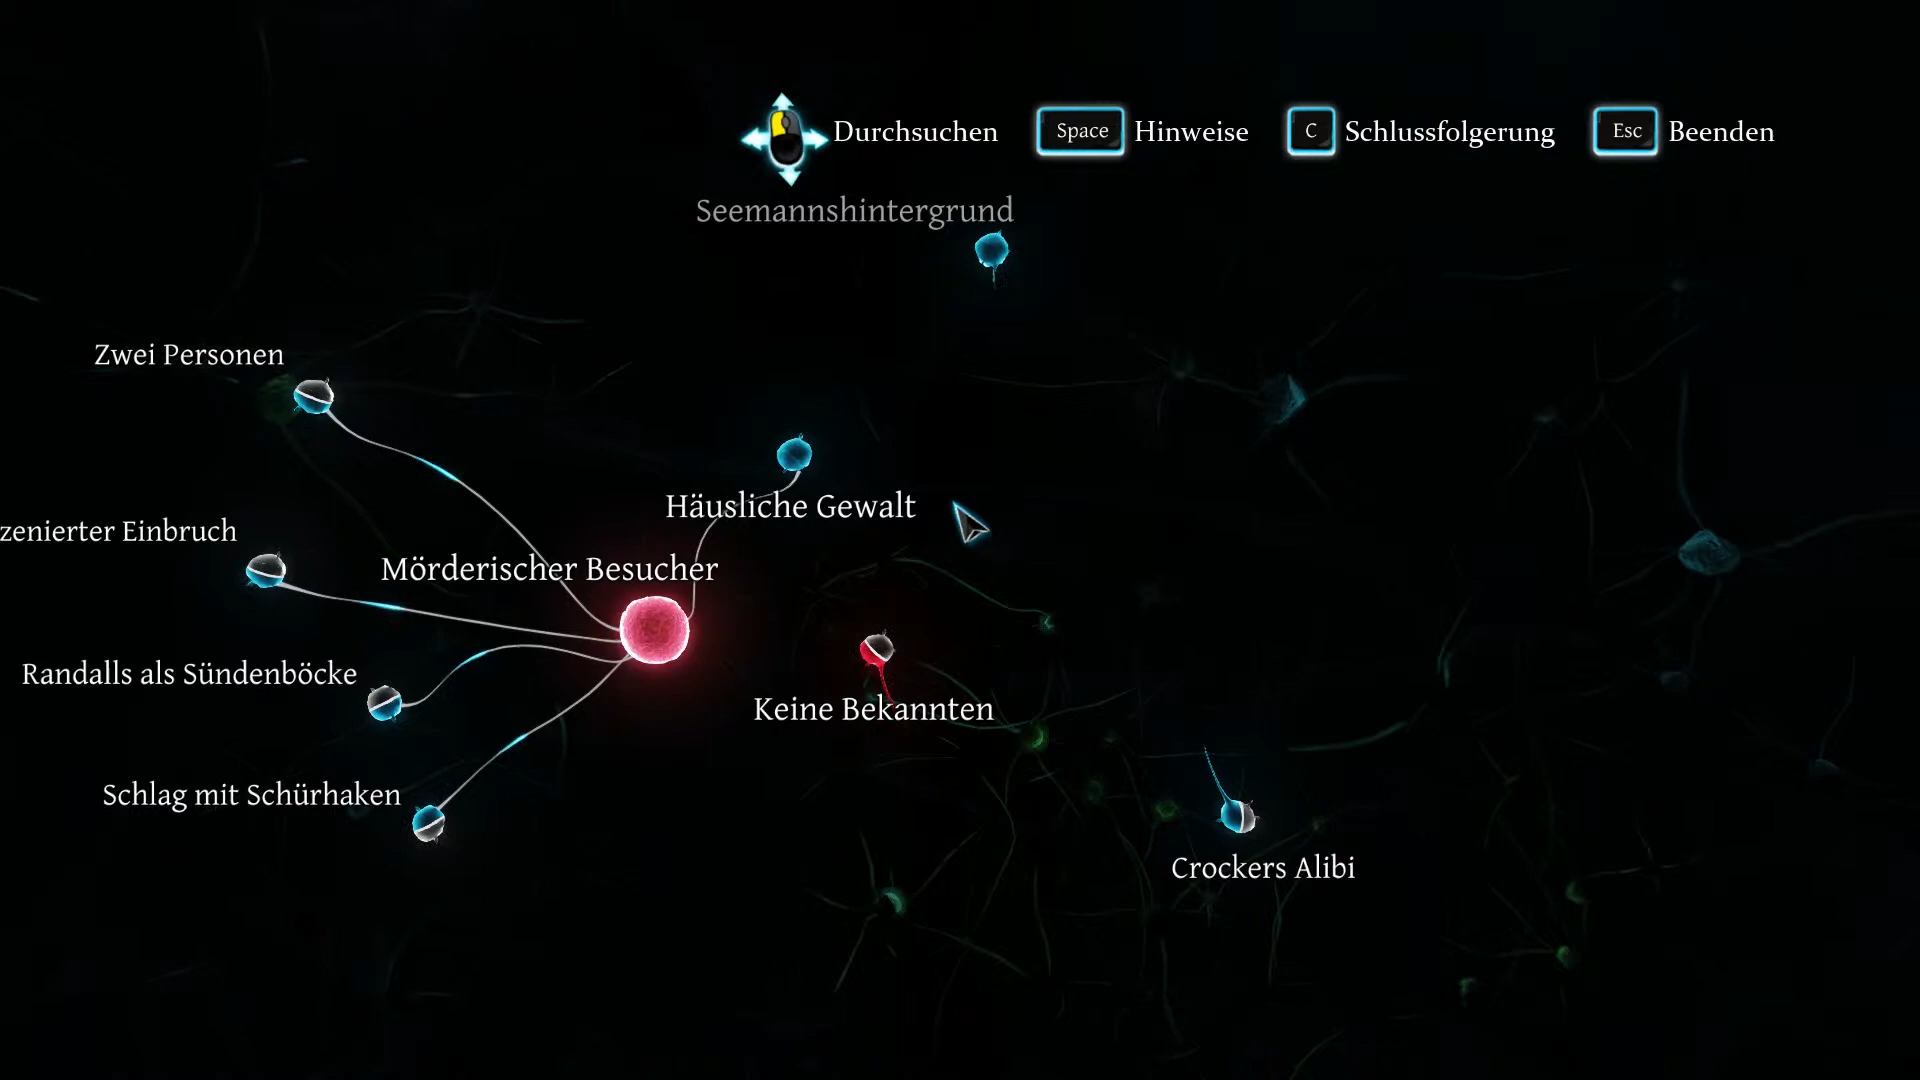 Durchsuchen
Space
Hinweise
C
Schlussfolgerung
Esc
Beenden
Seemannshintergrund
Zwei Personen
Häusliche Gewalt
zenierter Einbruch
Mörderischer Besucher
Randalls als Sündenböcke
Keine Bekannten
Schlag mit Schürhaken
Crockers Alibi